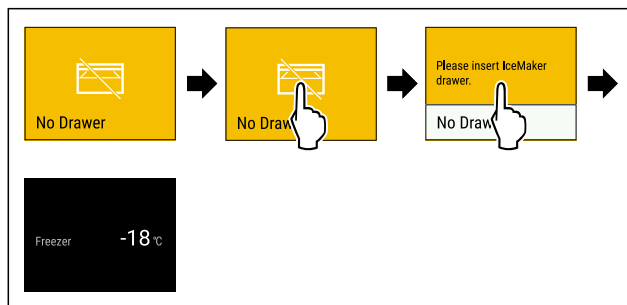 No Drawer
No Draw
Please insert IceMaker
drawer.
No Draw
Freezer -18 °C